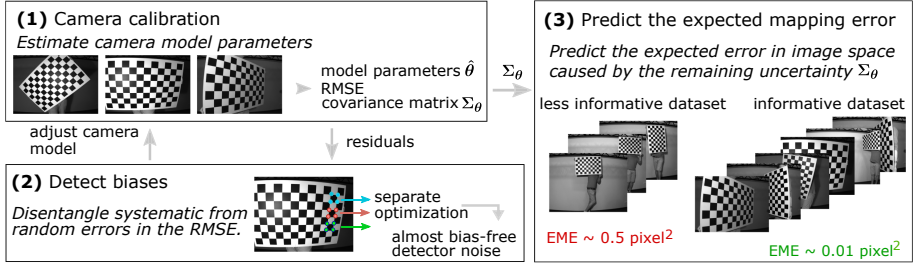 (1) Camera calibration
Estimate camera model parameters
model parameters θ̂
RMSE
covariance matrix Σθ
Σθ
adjust camera
model
residuals
(2) Detect biases
Disentangle systematic from
random errors in the RMSE.
separate
optimization
almost bias-free
detector noise
(3) Predict the expected mapping error
Predict the expected error in image space
caused by the remaining uncertainty Σθ
less informative dataset
informative dataset
EME ~ 0.5 pixel²
EME ~ 0.01 pixel²